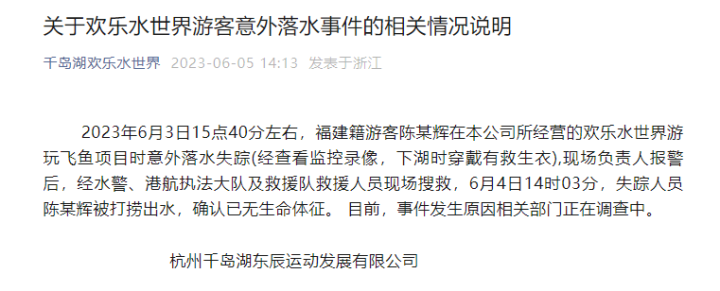 关于欢乐水世界游客意外落水事件的相关情况说明
千岛湖欢乐水世界 2023-06-05 14:13 发表于浙江
2023年6月3日15点40分左右，福建籍游客陈某辉在本公司所经营的欢乐水世界游
玩飞鱼项目时意外落水失踪(经查看监控录像，下湖时穿戴有救生衣),现场负责人报警
后，经水警、港航执法大队及救援队救援人员现场搜救，6月4日14时03分，失踪人员
陈某辉被打捞出水，确认已无生命体征。 目前，事件发生原因相关部门正在调查中。
杭州千岛湖东辰运动发展有限公司